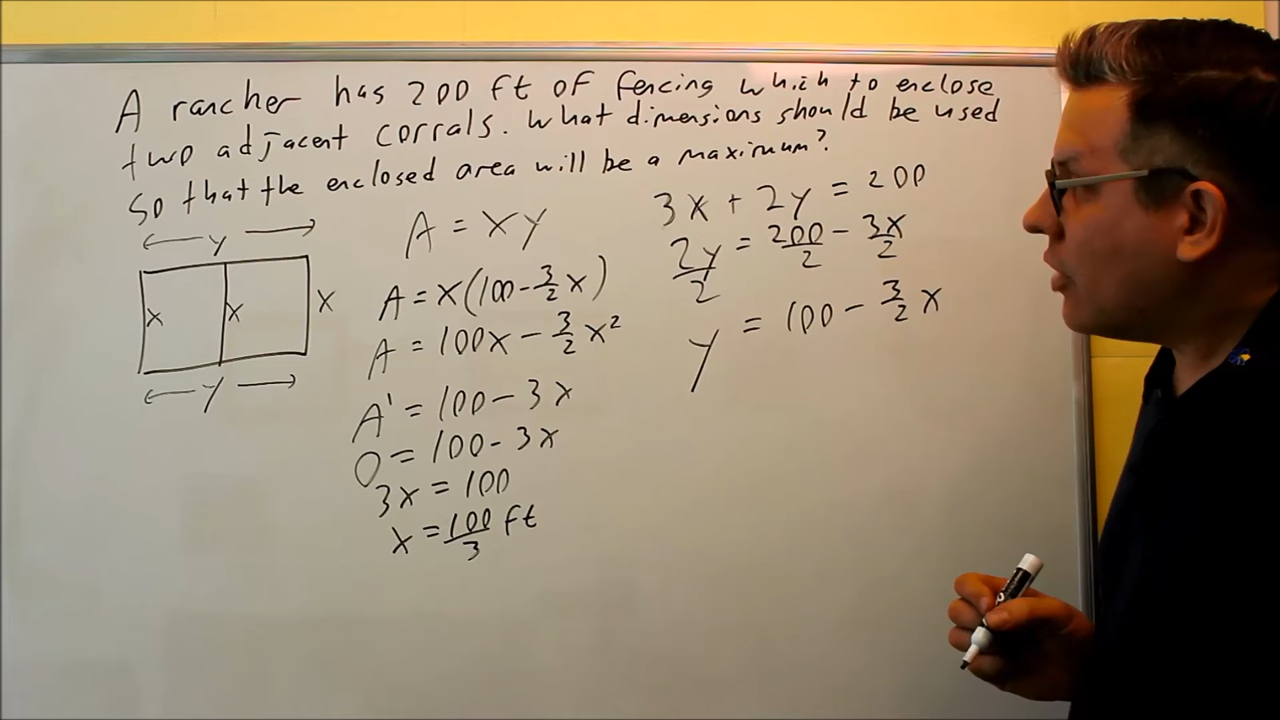 A rancher has 200 ft of fencing which to enclose
two adjacent corrals. What dimensions should be used
so that the enclosed area will be a maximum?
← y →
x x x
← y →
A = xy
A = x(100 - 3/2 x)
A = 100x - 3/2 x²
A' = 100 - 3x
0 = 100 - 3x
3x = 100
x = 100/3 ft
3x + 2y = 200
2y/2 = 200/2 - 3x/2
y = 100 - 3/2 x